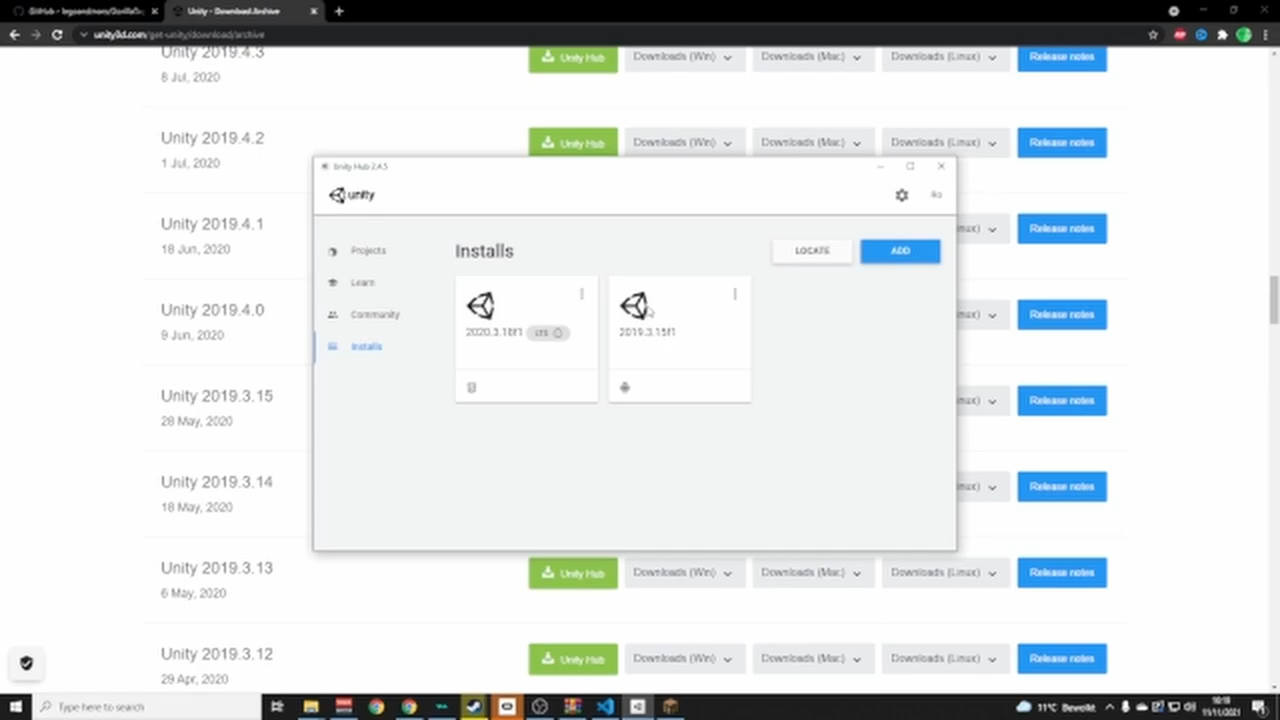 Unity - Download Archive
unity3d.com/get-unity/download/archive
Unity 2019.4.3
8 Jul, 2020
Unity Hub Downloads (Win) Downloads (Mac) Downloads (Linux) Release notes
Unity 2019.4.2
1 Jul, 2020
Unity Hub Downloads (Win) Downloads (Mac) Downloads (Linux) Release notes
Unity 2019.4.1
18 Jun, 2020
Release notes
Unity 2019.4.0
9 Jun, 2020
Release notes
Unity 2019.3.15
28 May, 2020
Release notes
Unity 2019.3.14
18 May, 2020
Release notes
Unity Hub 2.4.5
unity
Projects
Learn
Community
Installs
Installs
LOCATE
ADD
LTS
2019.3.15f1
Unity 2019.3.13
6 May, 2020
Unity Hub Downloads (Win) Downloads (Mac) Downloads (Linux) Release notes
Unity 2019.3.12
29 Apr, 2020
Unity Hub Downloads (Win) Downloads (Mac) Downloads (Linux) Release notes
Type here to search
11°C Bewolkt
11/11/2021